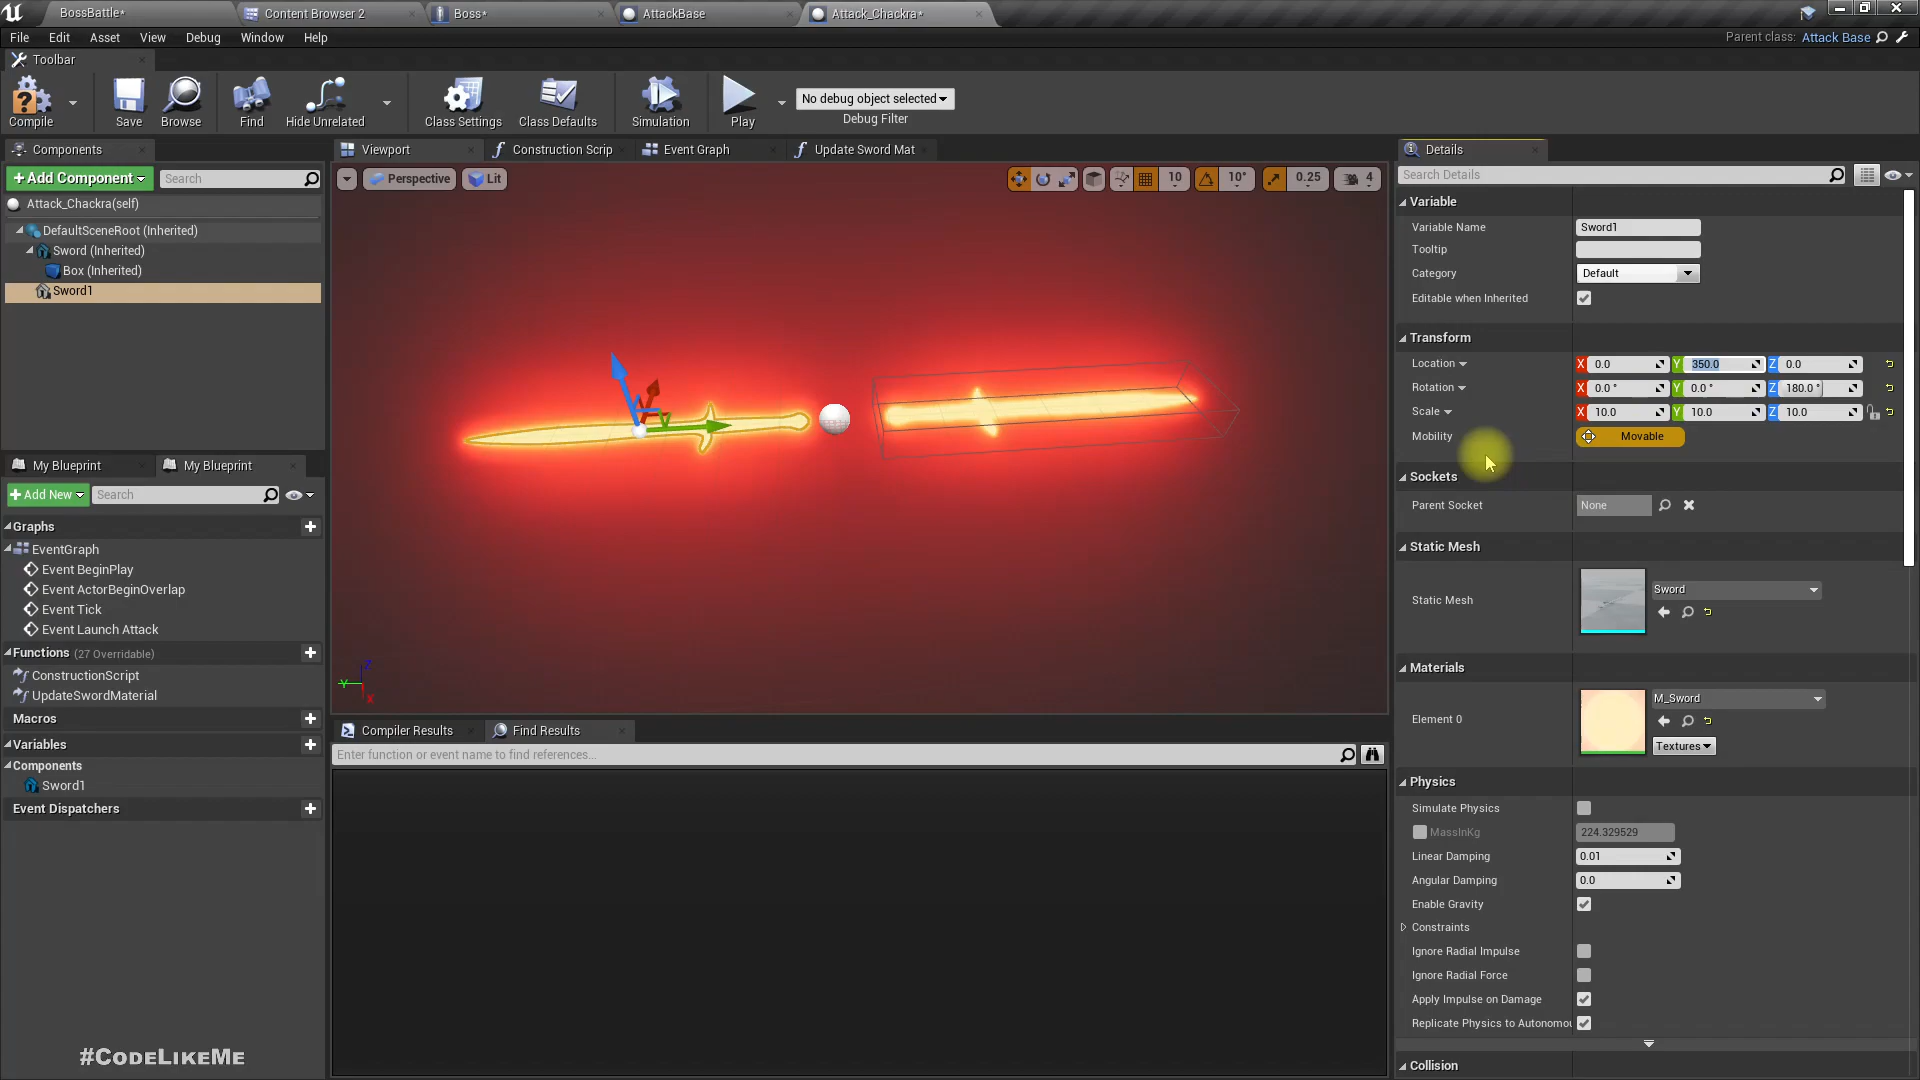 BossBattle*
Content Browser 2
Boss*
AttackBase
Attack_Chackra*
File Edit Asset View Window Help
Parent class: Attack Base
Toolbar
Compile
Save
Browse
Find
Hide Unrelated
Class Settings
Class Defaults
Simulation
Play
No debug object selected
Debug Filter
Components
Add Component
Search
Attack_Chackra(self)
DefaultSceneRoot (Inherited)
Sword (Inherited)
Box (Inherited)
Sword1
My Blueprint
My Blueprint
Add New
Search
Graphs
EventGraph
Event BeginPlay
Event ActorBeginOverlap
Event Tick
Event Launch Attack
Functions (27 Overridable)
ConstructionScript
UpdateSwordMaterial
Macros
Variables
Components
Sword1
Event Dispatchers
#CodeLikeMe
Viewport
Construction Scrip
Event Graph
Update Sword Mat
Perspective
Lit
10
10°
0.25
4
Z
Y
X
Compiler Results
Find Results
Enter function or event name to find references...
Details
Search Details
Variable
Variable Name Sword1
Tooltip
Category Default
Editable when Inherited
Transform
Location X 0.0 Y 350.0 Z 0.0
Rotation X 0.0 ° Y 0.0 ° Z 180.0 °
Scale X 10.0 Y 10.0 Z 10.0
Mobility Movable
Sockets
Parent Socket None
Static Mesh
Static Mesh Sword
Materials
Element 0 M_Sword
Textures
Physics
Simulate Physics
MassInKg 224.329529
Linear Damping 0.01
Angular Damping 0.0
Enable Gravity
Constraints
Ignore Radial Impulse
Ignore Radial Force
Apply Impulse on Damage
Replicate Physics to Autonomou
Collision